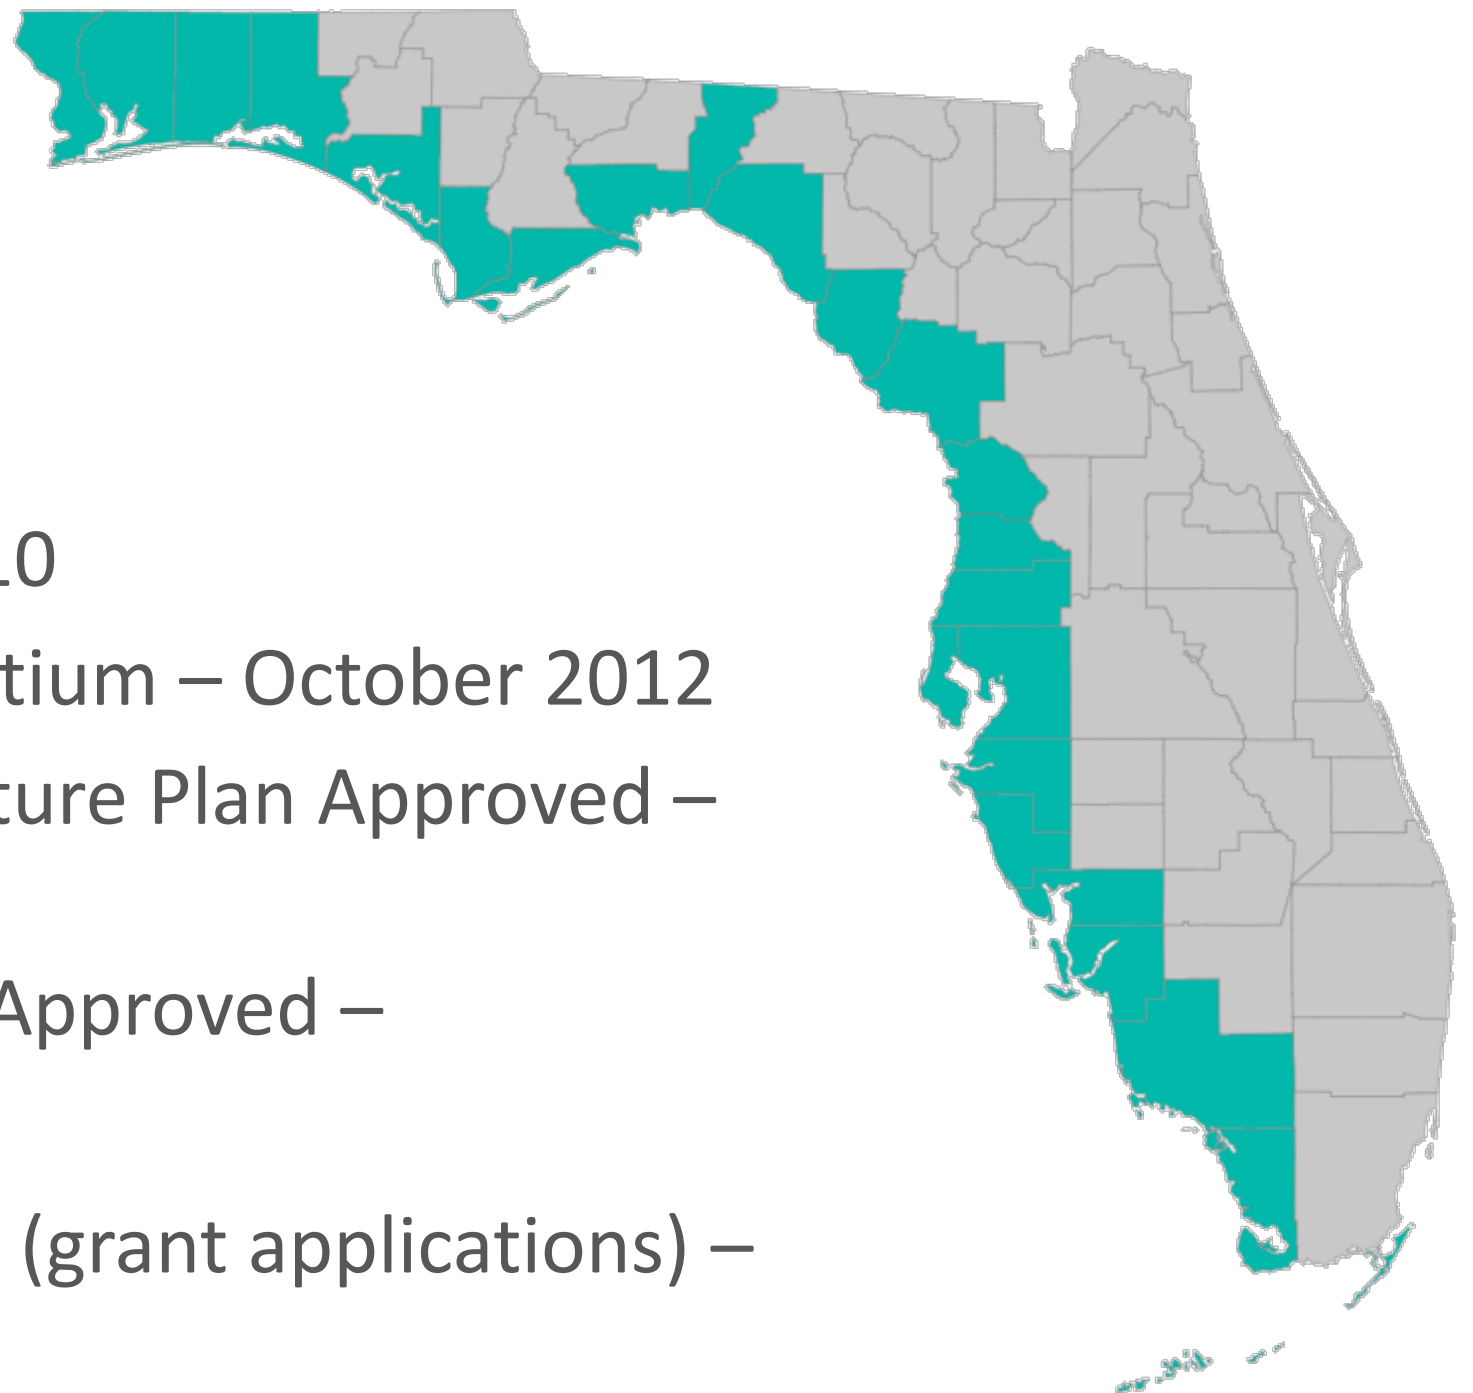 10
tium – October 2012
ture Plan Approved –
Approved –
(grant applications) –